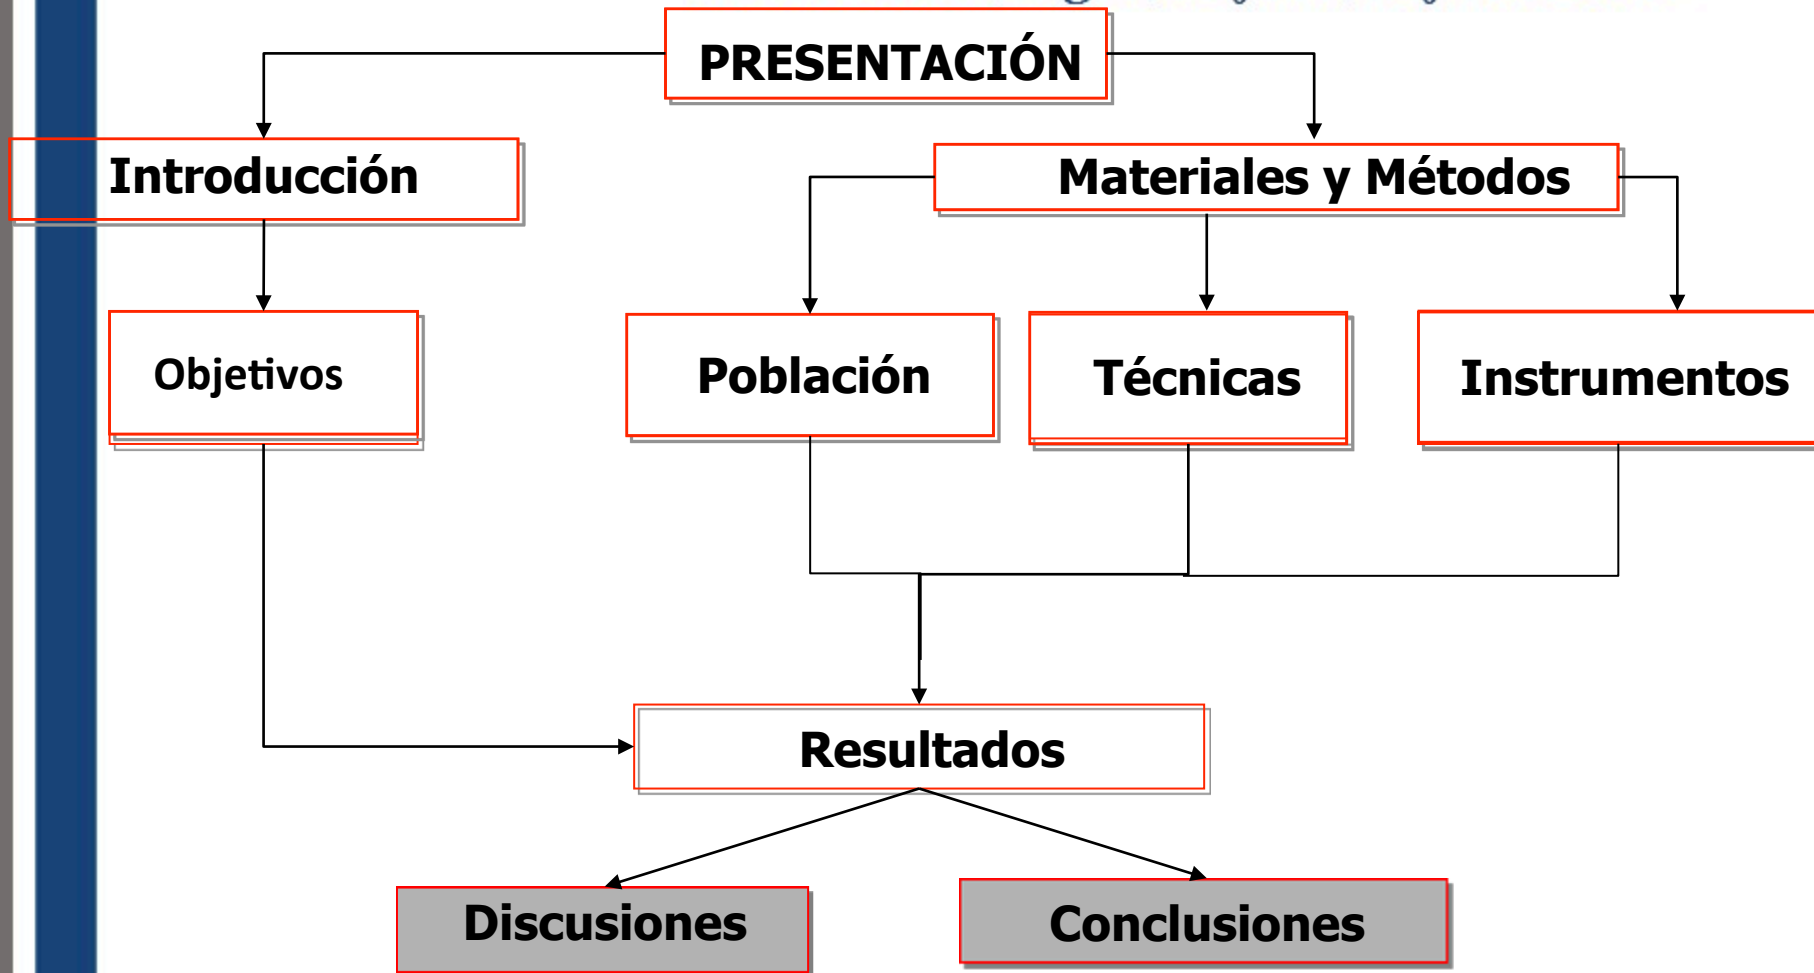 PRESENTACIÓN
Introducción
Materiales y Métodos
Objetivos
Población
Técnicas
Instrumentos
Resultados
Discusiones
Conclusiones